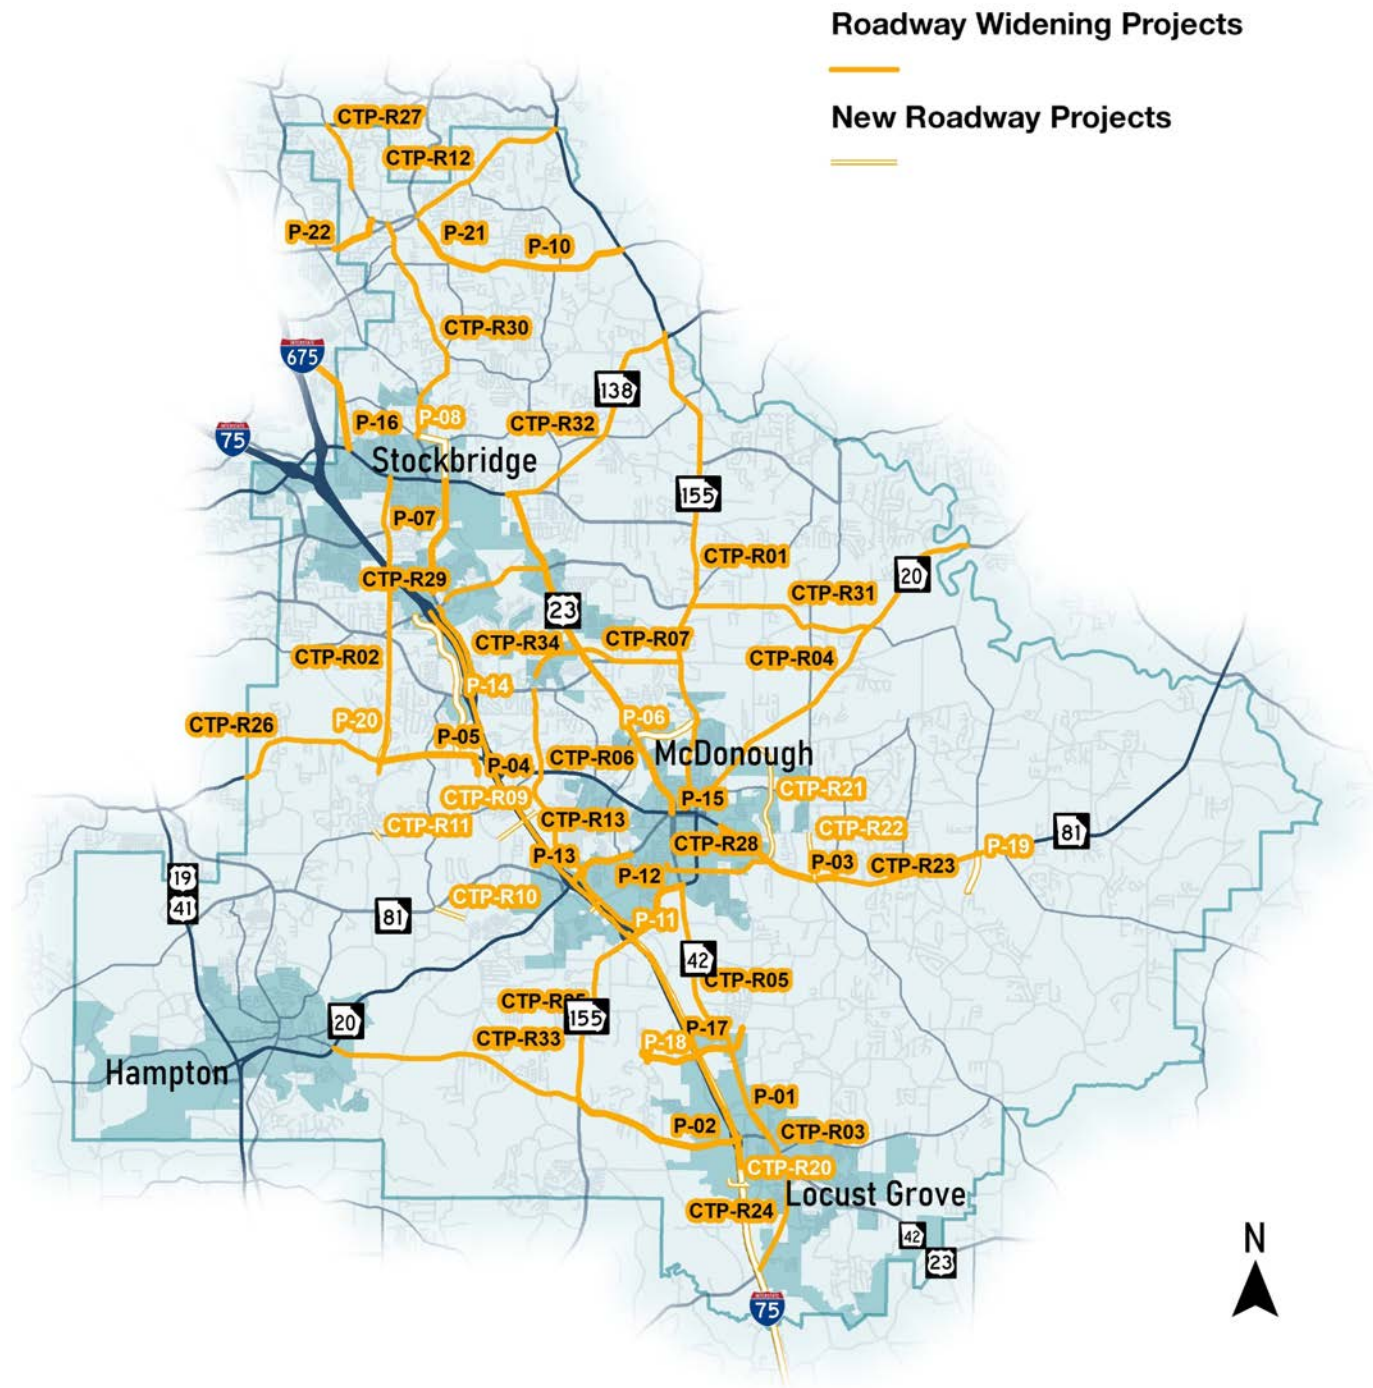 Roadway Widening Projects
New Roadway Projects
CTP-R27
CTP-R12
P-22
P-21
P-10
CTP-R30
675
138
P-16
P-08
CTP-R32
75
Stockbridge
155
P-07
CTP-R01
CTP-R29
20
CTP-R31
23
CTP-R34
CTP-R07
CTP-R02
CTP-R04
P-14
CTP-R26
P-20
P-06
P-05
McDonough
CTP-R06
P-04
CTP-R21
CTP-R09
P-15
CTP-R11
CTP-R13
CTP-R22
81
CTP-R28
P-19
P-13
P-03
CTP-R23
19
P-12
41
CTP-R10
81
P-11
42
CTP-R05
155
20
P-17
CTP-R33
P-18
Hampton
P-01
P-02
CTP-R03
CTP-R20
Locust Grove
CTP-R24
42
23
N
75